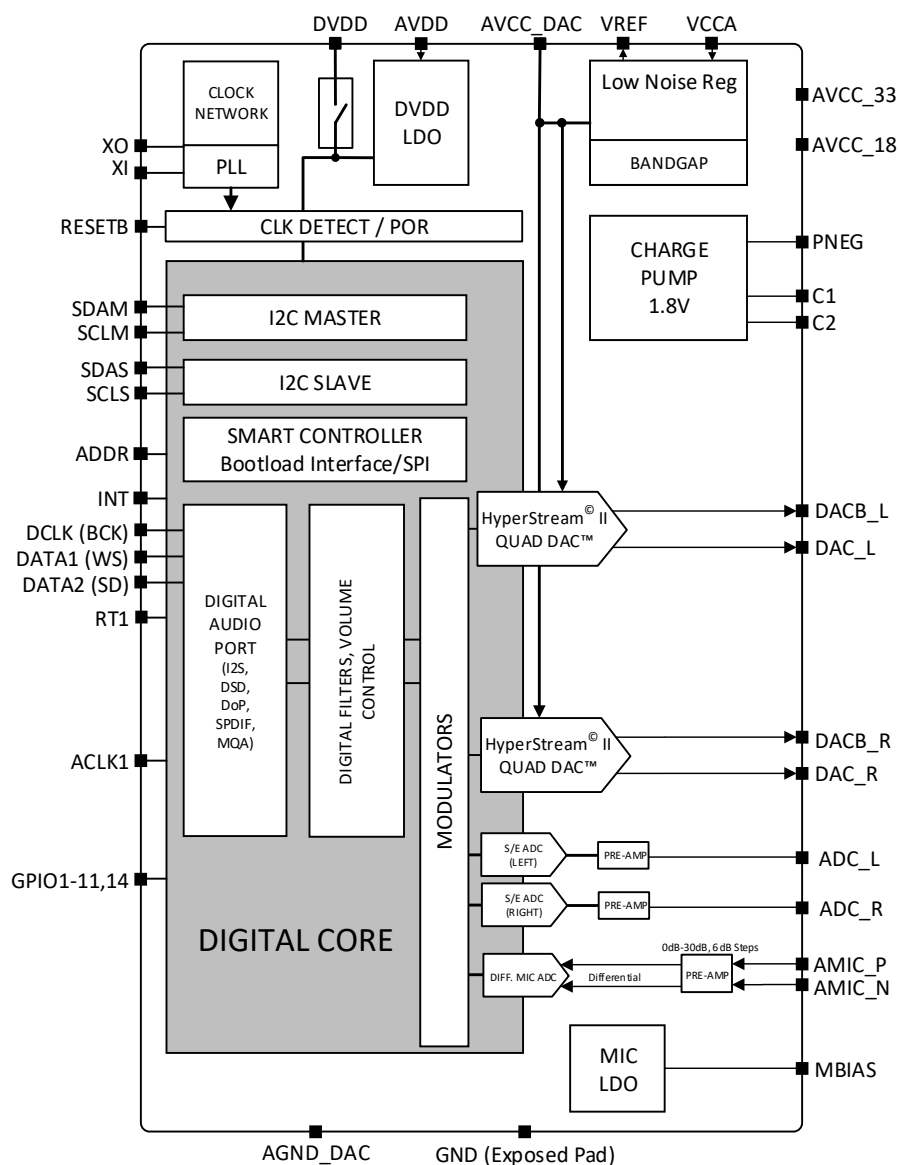 DVDD
AVDD
AVCC_DAC
VREF
VCCA
CLOCK
NETWORK
PLL
DVDD
LDO
Low Noise Reg
BANDGAP
AVCC_33
AVCC_18
XO
XI
RESETB
CLK DETECT / POR
CHARGE
PUMP
1.8V
PNEG
C1
C2
SDAM
SCLM
I2C MASTER
SDAS
SCLS
I2C SLAVE
ADDR
SMART CONTROLLER
Bootload Interface/SPI
INT
DCLK (BCK)
DATA1 (WS)
DATA2 (SD)
RT1
ACLK1
GPIO1-11,14
DIGITAL
AUDIO
PORT
(I2S,
DSD,
DoP,
SPDIF,
MQA)
DIGITAL FILTERS, VOLUME
CONTROL
MODULATORS
HyperStream© II
QUAD DAC™
DACB_L
DAC_L
HyperStream© II
QUAD DAC™
DACB_R
DAC_R
S/E ADC
(LEFT)
PRE-AMP
ADC_L
S/E ADC
(RIGHT)
PRE-AMP
ADC_R
DIGITAL CORE
DIFF. MIC ADC
0dB-30dB, 6dB Steps
Differential
PRE-AMP
AMIC_P
AMIC_N
MIC
LDO
MBIAS
AGND_DAC
GND (Exposed Pad)